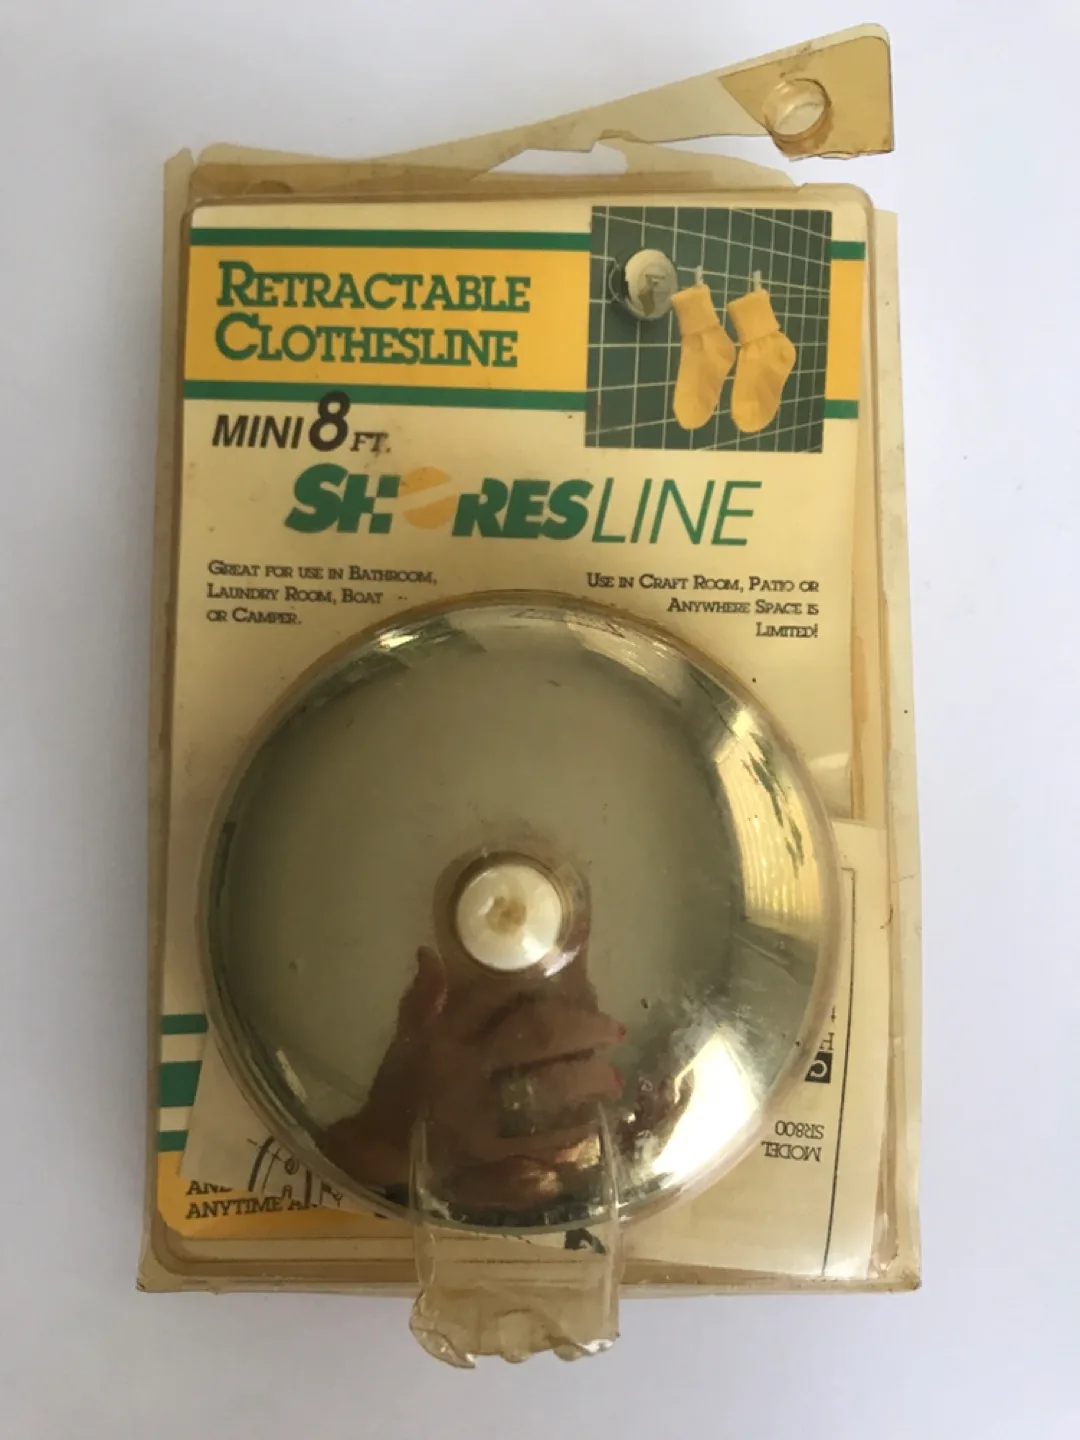 RETRACTABLE
CLOTHESLINE
MINI 8 FT.
SHORESLINE
GREAT FOR USE IN BATHROOM,
LAUNDRY ROOM, BOAT
OR CAMPER.
USE IN CRAFT ROOM, PATIO OR
ANYWHERE SPACE IS
LIMITED!
MODEL
SR800
C
ANYTIME